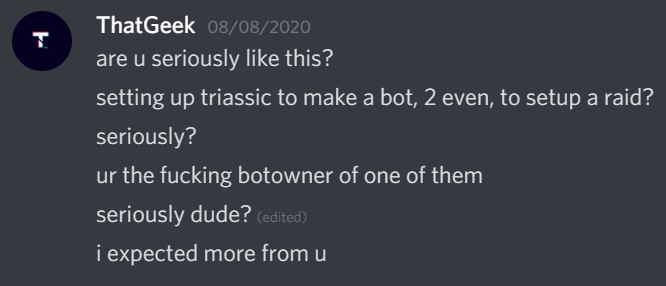 ThatGeek 08/08/2020
are u seriously like this?
setting up triassic to make a bot, 2 even, to setup a raid?
seriously?
ur the fucking botowner of one of them
seriously dude? (edited)
i expected more from u